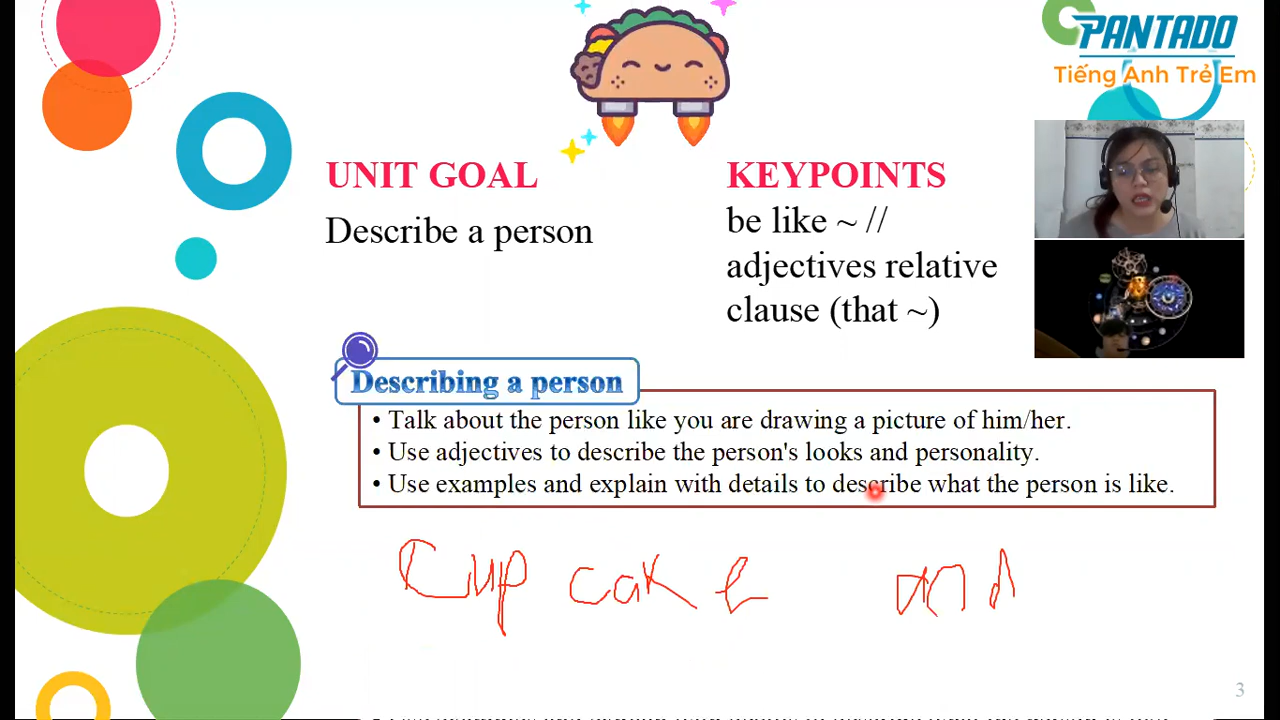 PANTADO
Tiếng Anh Trẻ Em
UNIT GOAL
Describe a person
KEYPOINTS
be like ~ //
adjectives relative
clause (that ~)
Describing a person
• Talk about the person like you are drawing a picture of him/her.
• Use adjectives to describe the person's looks and personality.
• Use examples and explain with details to describe what the person is like.
Cup cake and
3